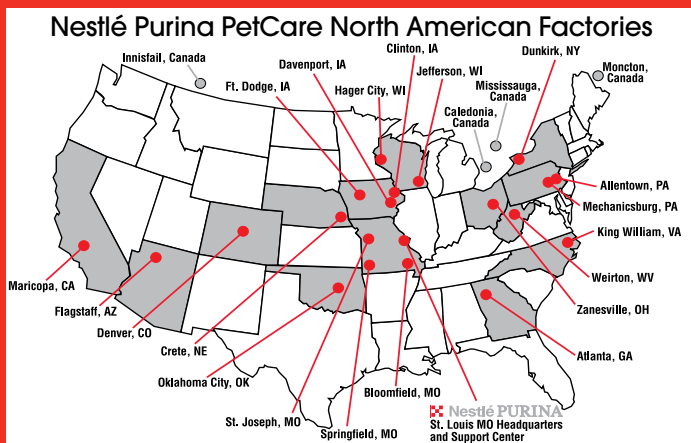 Nestlé Purina PetCare North American Factories
Innisfail, Canada
Clinton, IA
Davenport, IA
Dunkirk, NY
Ft. Dodge, IA
Jefferson, WI
Hager City, WI
Mississauga,
Canada
Moncton,
Canada
Caledonia,
Canada
Allentown, PA
Mechanicsburg, PA
King William, VA
Weirton, WV
Maricopa, CA
Flagstaff, AZ
Zanesville, OH
Denver, CO
Crete, NE
Atlanta, GA
Oklahoma City, OK
Bloomfield, MO
St. Joseph, MO
Springfield, MO
Nestlé PURINA
St. Louis MO Headquarters
and Support Center